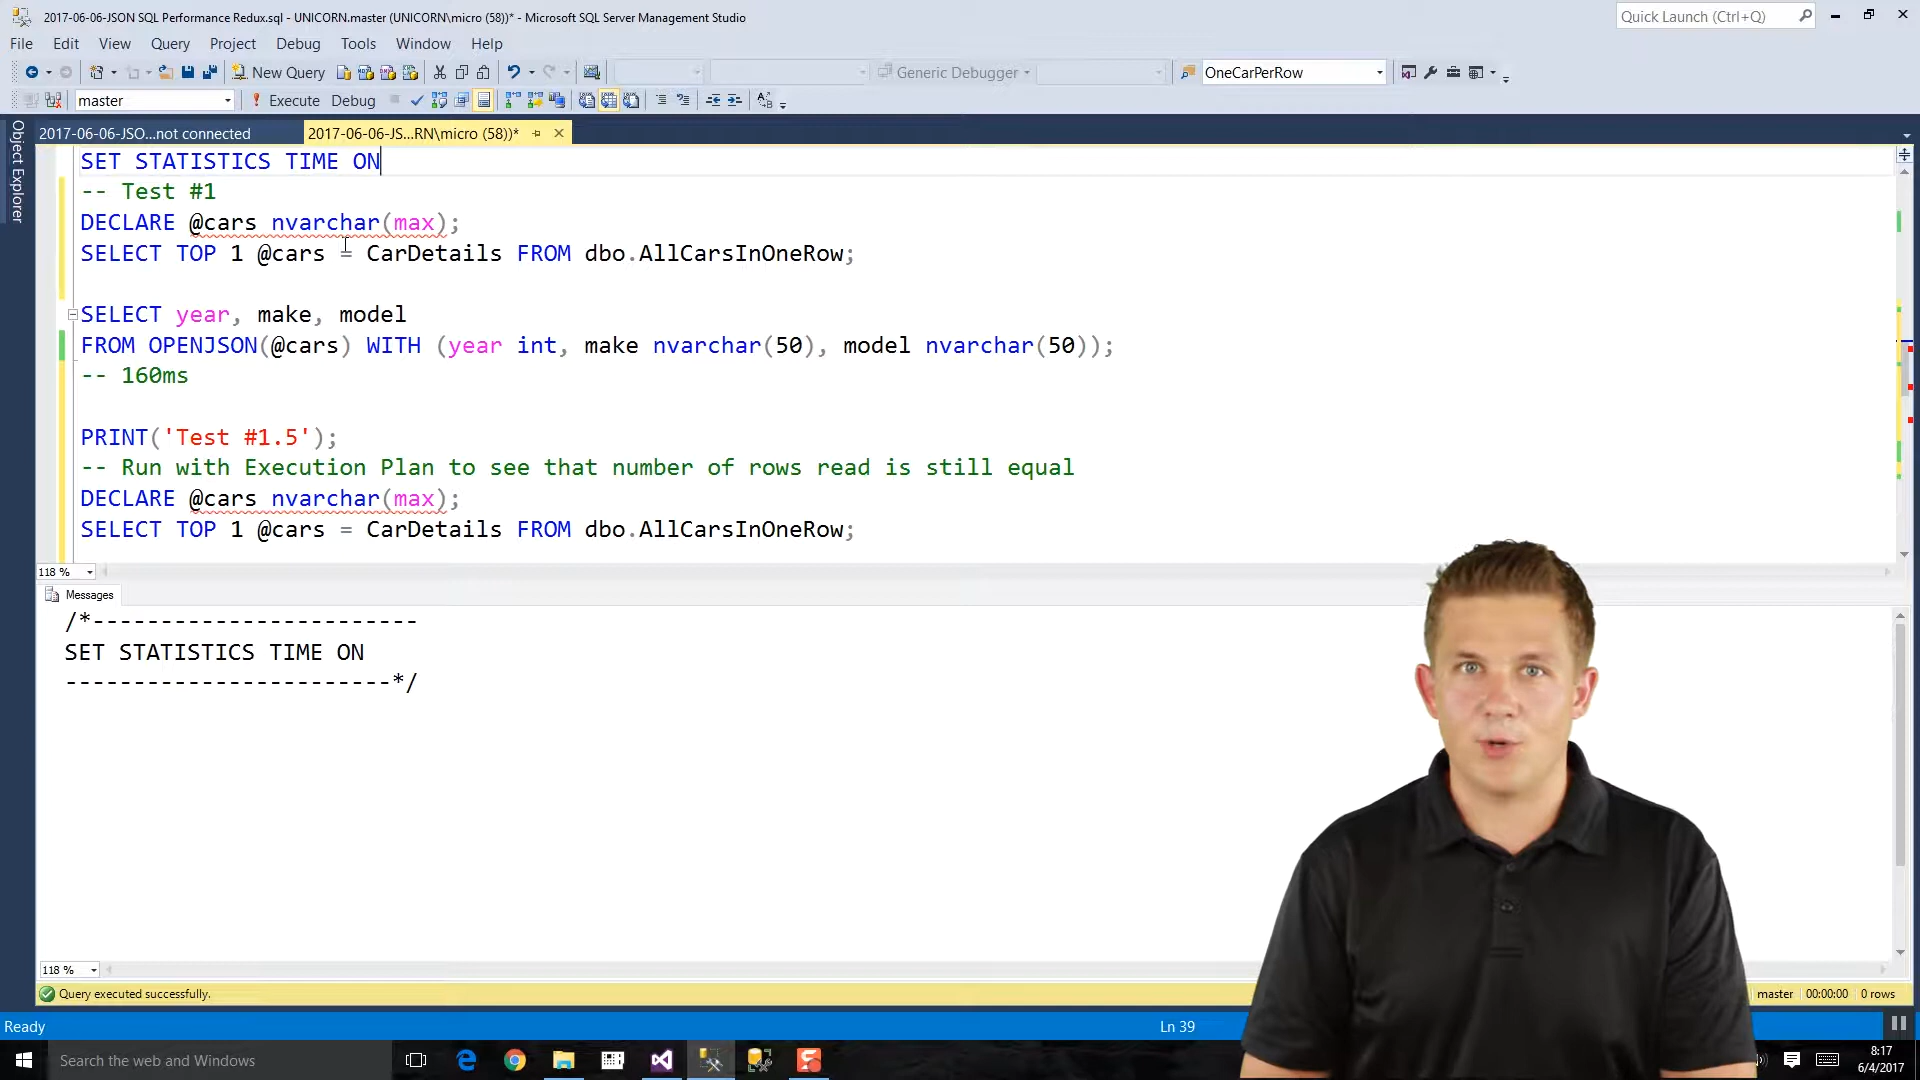 2017-06-06-JSON SQL Performance Redux.sql - UNICORN.master (UNICORN\micro (58))* - Microsoft SQL Server Management Studio
Quick Launch (Ctrl+Q)
File Edit View Query Project Debug Tools Window Help
New Query
Generic Debugger
OneCarPerRow
master
Execute Debug
2017-06-06-JSO...not connected
2017-06-06-JS...RN\micro (58))*
Object Explorer
SET STATISTICS TIME ON
-- Test #1
DECLARE @cars nvarchar(max);
SELECT TOP 1 @cars = CarDetails FROM dbo.AllCarsInOneRow;
SELECT year, make, model
FROM OPENJSON(@cars) WITH (year int, make nvarchar(50), model nvarchar(50));
-- 160ms
PRINT('Test #1.5');
-- Run with Execution Plan to see that number of rows read is still equal
DECLARE @cars nvarchar(max);
SELECT TOP 1 @cars = CarDetails FROM dbo.AllCarsInOneRow;
118 %
Messages
/*------------------------
SET STATISTICS TIME ON
------------------------*/
118 %
Query executed successfully.
master 00:00:00 0 rows
Ready
Ln 39
Search the web and Windows
8:17
6/4/2017